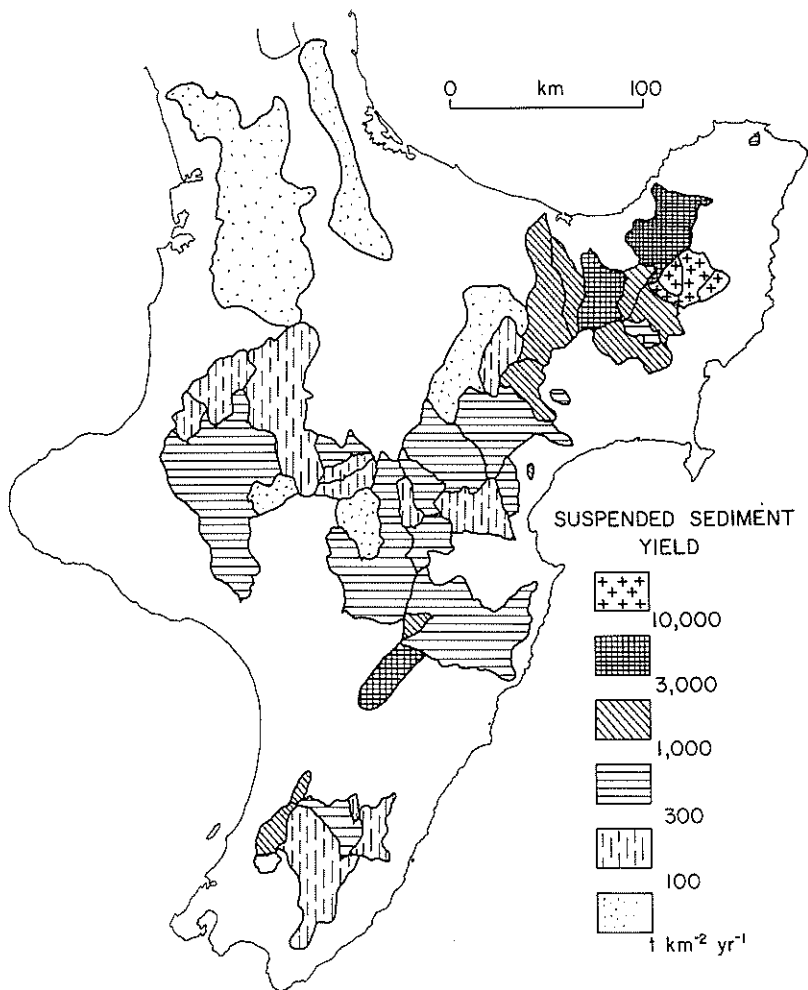 0 km 100
SUSPENDED SEDIMENT
YIELD
10,000
3,000
1,000
300
100
t km⁻² yr⁻¹